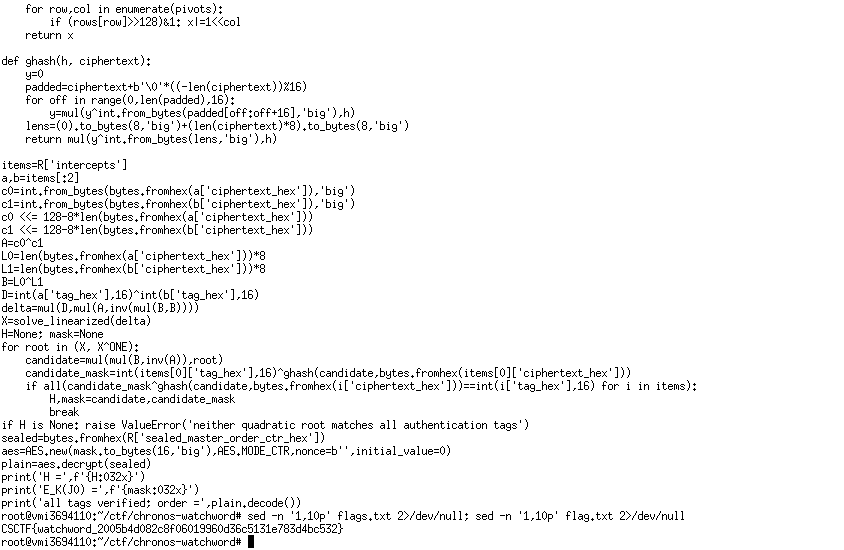 for row,col in enumerate(pivots):
        if (rows[row]>>128)&1: x|=1<<col
    return x

def ghash(h, ciphertext):
    y=0
    padded=ciphertext+b'\0'*((-len(ciphertext))%16)
    for off in range(0,len(padded),16):
        y=mul(y^int.from_bytes(padded[off:off+16],'big'),h)
    lens=(0).to_bytes(8,'big')+(len(ciphertext)*8).to_bytes(8,'big')
    return mul(y^int.from_bytes(lens,'big'),h)

items=R['intercepts']
a,b=items[:2]
c0=int.from_bytes(bytes.fromhex(a['ciphertext_hex']),'big')
c1=int.from_bytes(bytes.fromhex(b['ciphertext_hex']),'big')
c0 <<= 128-8*len(bytes.fromhex(a['ciphertext_hex']))
c1 <<= 128-8*len(bytes.fromhex(b['ciphertext_hex']))
A=c0^c1
L0=len(bytes.fromhex(a['ciphertext_hex']))*8
L1=len(bytes.fromhex(b['ciphertext_hex']))*8
B=L0^L1
D=int(a['tag_hex'],16)^int(b['tag_hex'],16)
delta=mul(D,mul(A,inv(mul(B,B))))
X=solve_linearized(delta)
H=None; mask=None
for root in (X, X^ONE):
    candidate=mul(mul(B,inv(A)),root)
    candidate_mask=int(items[0]['tag_hex'],16)^ghash(candidate,bytes.fromhex(items[0]['ciphertext_hex']))
    if all(candidate_mask^ghash(candidate,bytes.fromhex(i['ciphertext_hex']))==int(i['tag_hex'],16) for i in items):
        H,mask=candidate,candidate_mask
        break
if H is None: raise ValueError('neither quadratic root matches all authentication tags')
sealed=bytes.fromhex(R['sealed_master_order_ctr_hex'])
aes=AES.new(mask.to_bytes(16,'big'),AES.MODE_CTR,nonce=b'',initial_value=0)
plain=aes.decrypt(sealed)
print('H =',f'{H:032x}')
print('E_K(J0) =',f'{mask:032x}')
print('all tags verified; order =',plain.decode())
root@vmi3694110:~/ctf/chronos-watchword# sed -n '1,10p' flags.txt 2>/dev/null; sed -n '1,10p' flag.txt 2>/dev/null
CSCTF{watchword_2005b4d082c8f06019960d36c5131e783d4bc532}
root@vmi3694110:~/ctf/chronos-watchword#